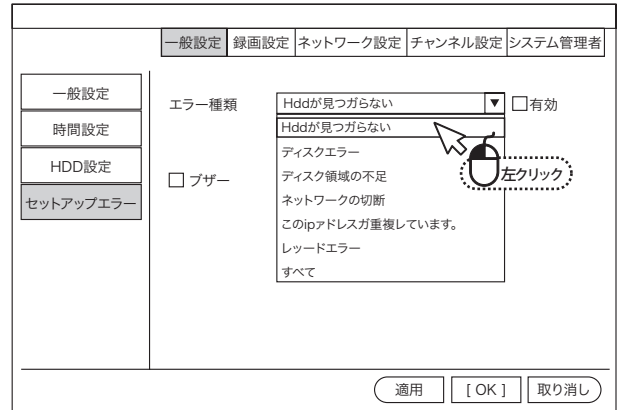 一般設定 録画設定 ネットワーク設定 チャンネル設定 システム管理者
一般設定
時間設定
HDD設定
セットアップエラー
エラー種類 Hddが見つガらない ▼ 有効
Hddが見つガらない
ディスクエラー
ディスク領域の不足
ネットワークの切断
このipァドレスガ重複しています。
レッードエラー
すべて
左クリック
ブザー
適用 [ OK ] 取り消し